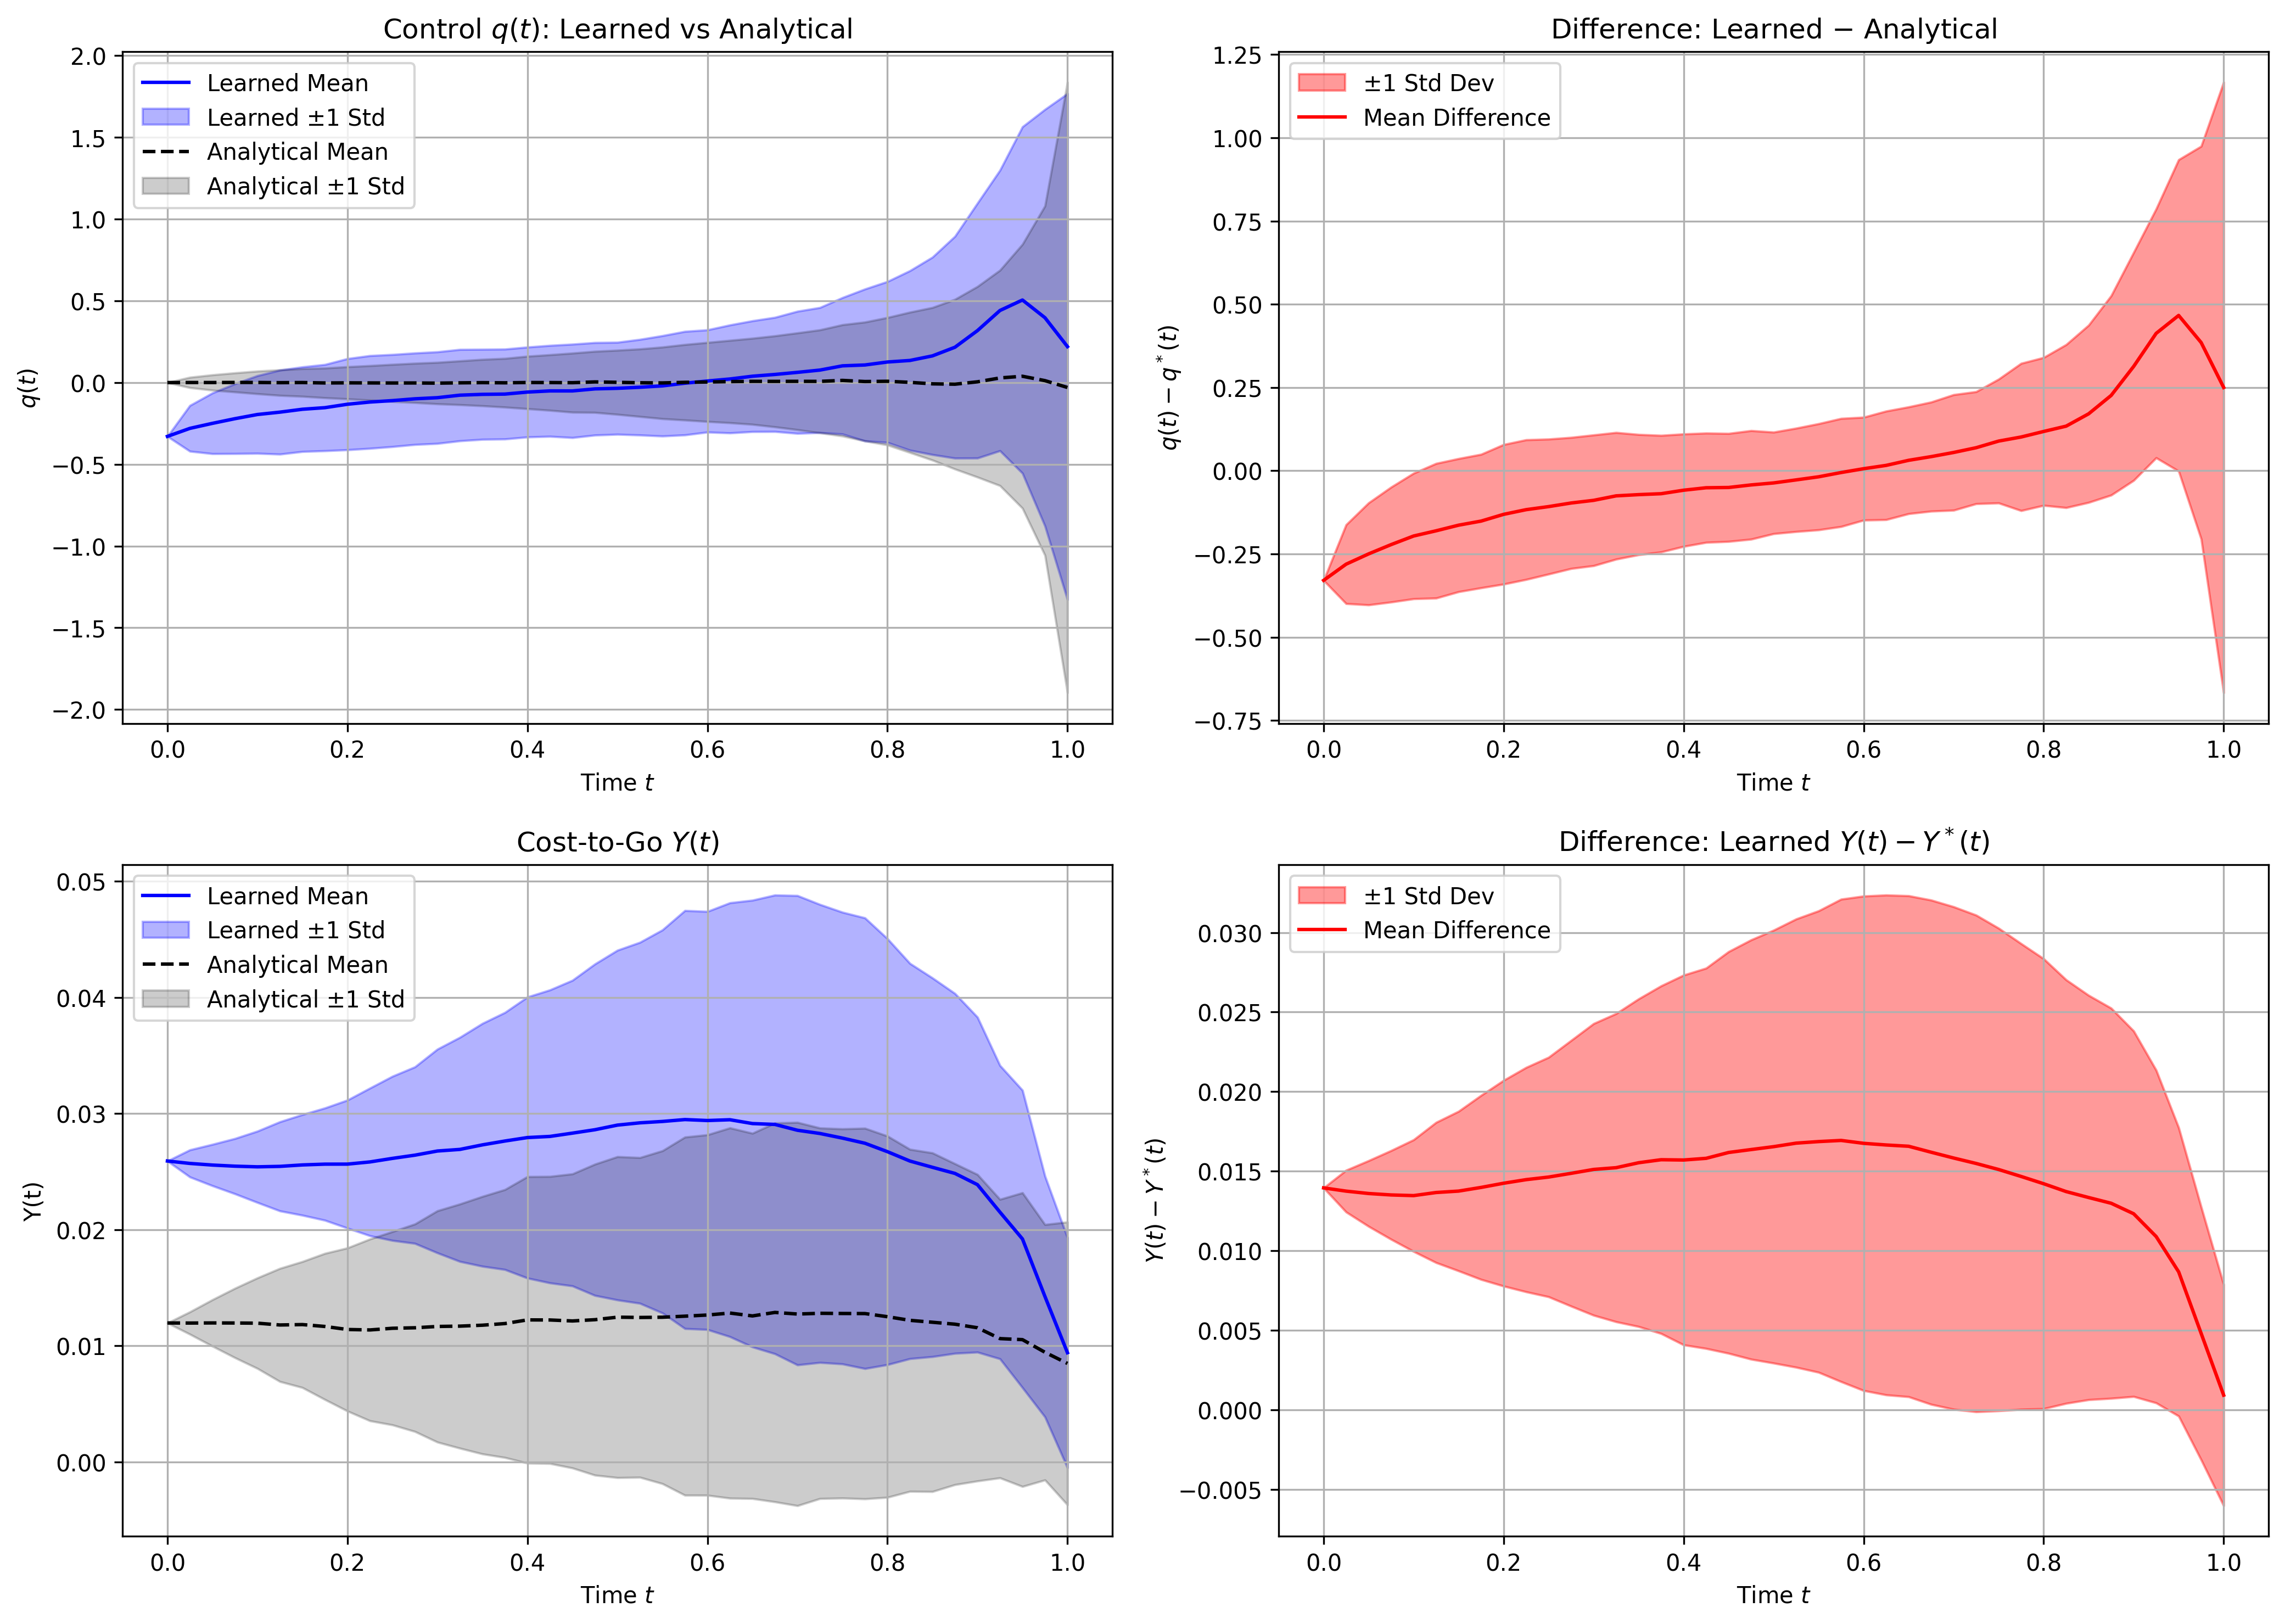 Control q(t): Learned vs Analytical
2.0
1.5
1.0
0.5
0.0
−0.5
−1.0
−1.5
−2.0
q(t)
Learned Mean
Learned ±1 Std
Analytical Mean
Analytical ±1 Std
0.0 0.2 0.4 0.6 0.8 1.0
Time t
Difference: Learned − Analytical
1.25
1.00
0.75
0.50
0.25
0.00
−0.25
−0.50
−0.75
q(t) − q*(t)
±1 Std Dev
Mean Difference
0.0 0.2 0.4 0.6 0.8 1.0
Time t
Cost-to-Go Y(t)
0.05
0.04
0.03
0.02
0.01
0.00
Y(t)
Learned Mean
Learned ±1 Std
Analytical Mean
Analytical ±1 Std
0.0 0.2 0.4 0.6 0.8 1.0
Time t
Difference: Learned Y(t) − Y*(t)
0.030
0.025
0.020
0.015
0.010
0.005
0.000
−0.005
Y(t) − Y*(t)
±1 Std Dev
Mean Difference
0.0 0.2 0.4 0.6 0.8 1.0
Time t